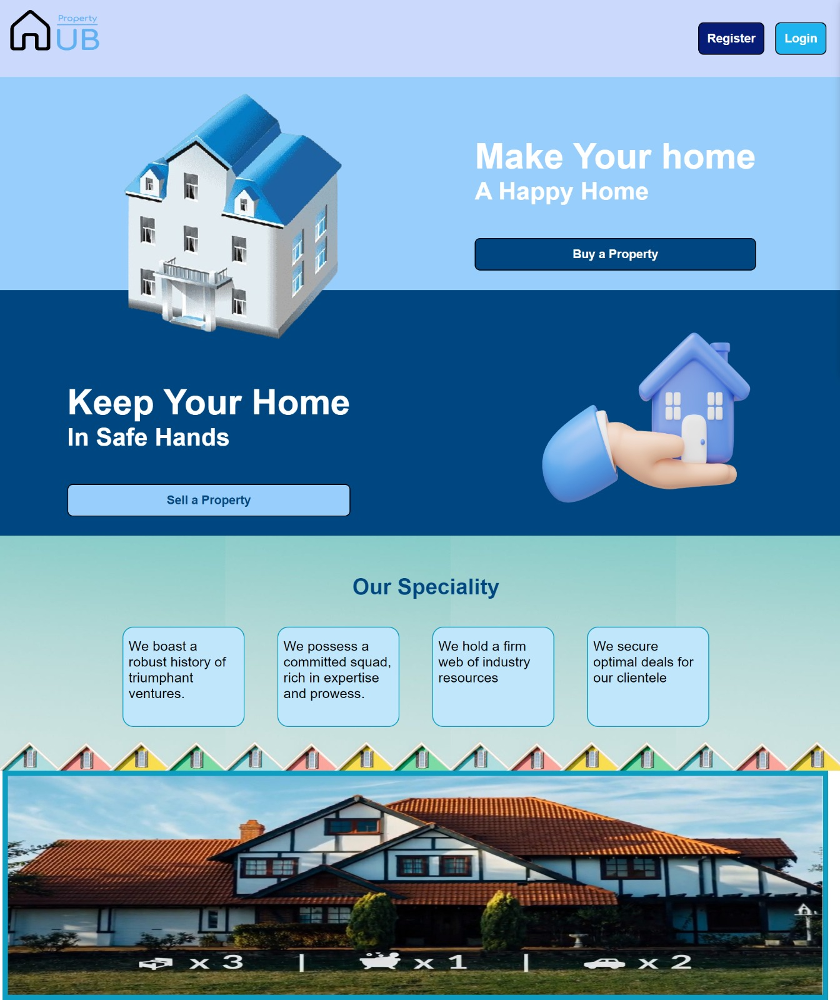 Property
UB
Register
Login
Make Your home
A Happy Home
Buy a Property
Keep Your Home
In Safe Hands
Sell a Property
Our Speciality
We boast a
robust history of
triumphant
ventures.
We possess a
committed squad,
rich in expertise
and prowess.
We hold a firm
web of industry
resources
We secure
optimal deals for
our clientele
x 3 | x 1 | x 2